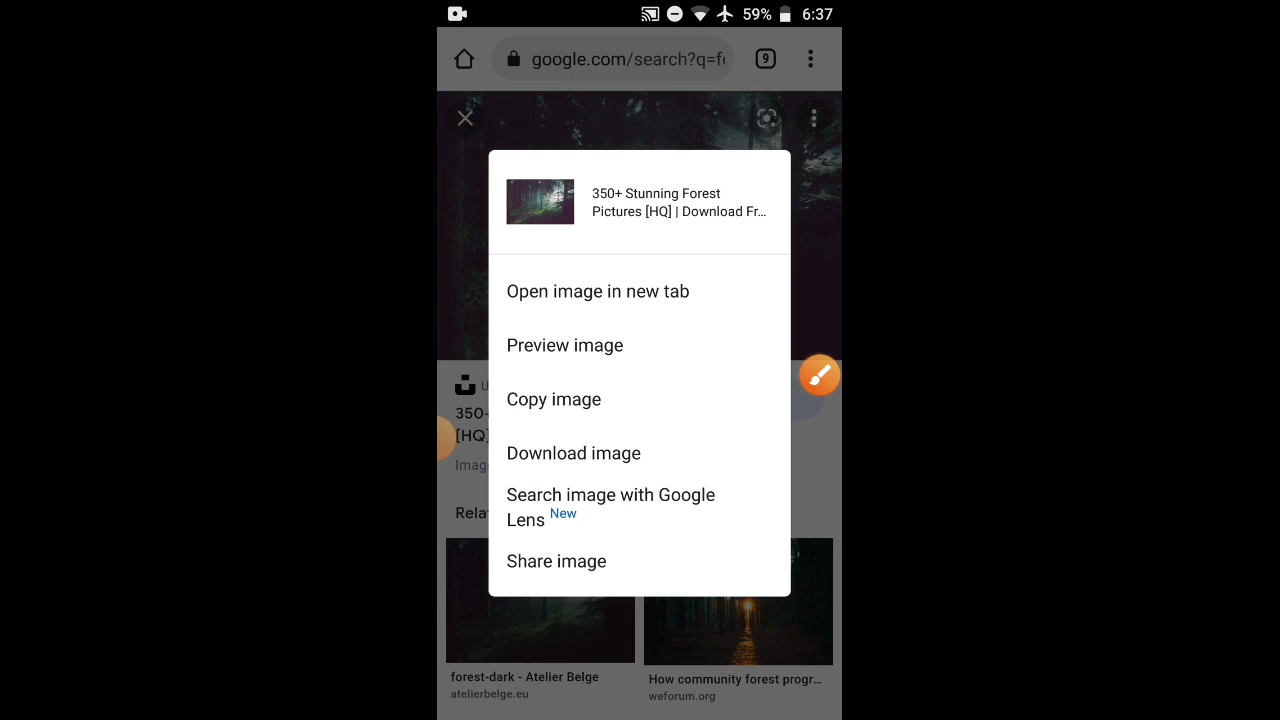 59% 6:37
google.com/search?q=f 9
350+ Stunning Forest
Pictures [HQ] | Download Fr...
Open image in new tab
Preview image
Copy image
Download image
Search image with Google
Lens New
Share image
350-
[HQ]
Imag
Rela
forest-dark - Atelier Belge
atelierbelge.eu
How community forest progr...
weforum.org